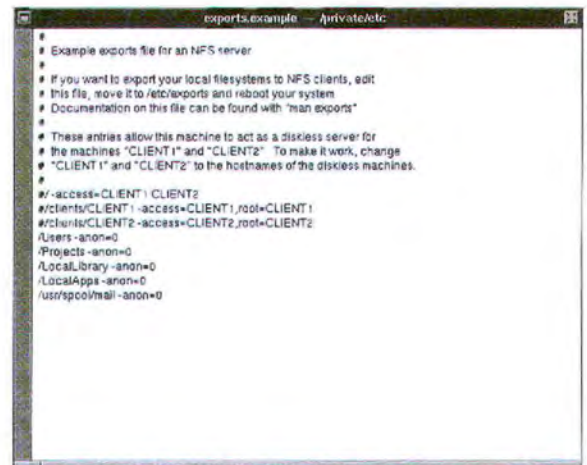 exports.example — /private/etc
#
# Example exports file for an NFS server
#
# If you want to export your local filesystems to NFS clients, edit
# this file, move it to /etc/exports and reboot your system
# Documentation on this file can be found with "man exports"
#
# These entries allow this machine to act as a diskless server for
# the machines "CLIENT1" and "CLIENT2" To make it work, change
# "CLIENT1" and "CLIENT2" to the hostnames of the diskless machines.
#
#/ -access=CLIENT1 CLIENT2
#/clients/CLIENT1 -access=CLIENT1,root=CLIENT1
#/clients/CLIENT2 -access=CLIENT2,root=CLIENT2
/Users -anon=0
/Projects -anon=0
/LocalLibrary -anon=0
/LocalApps -anon=0
/usr/spool/mail -anon=0